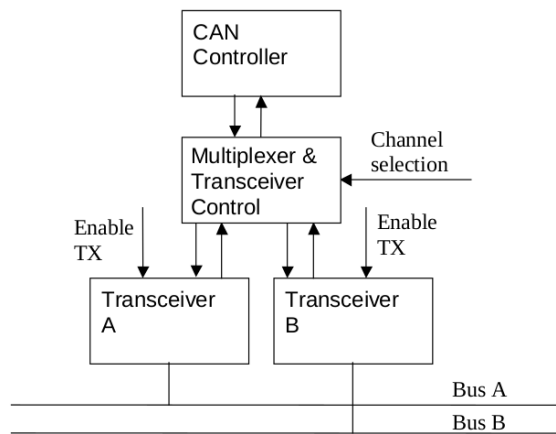 CAN
Controller
Multiplexer &
Transceiver
Control
Channel
selection
Enable
TX
Enable
TX
Transceiver
A
Transceiver
B
Bus A
Bus B